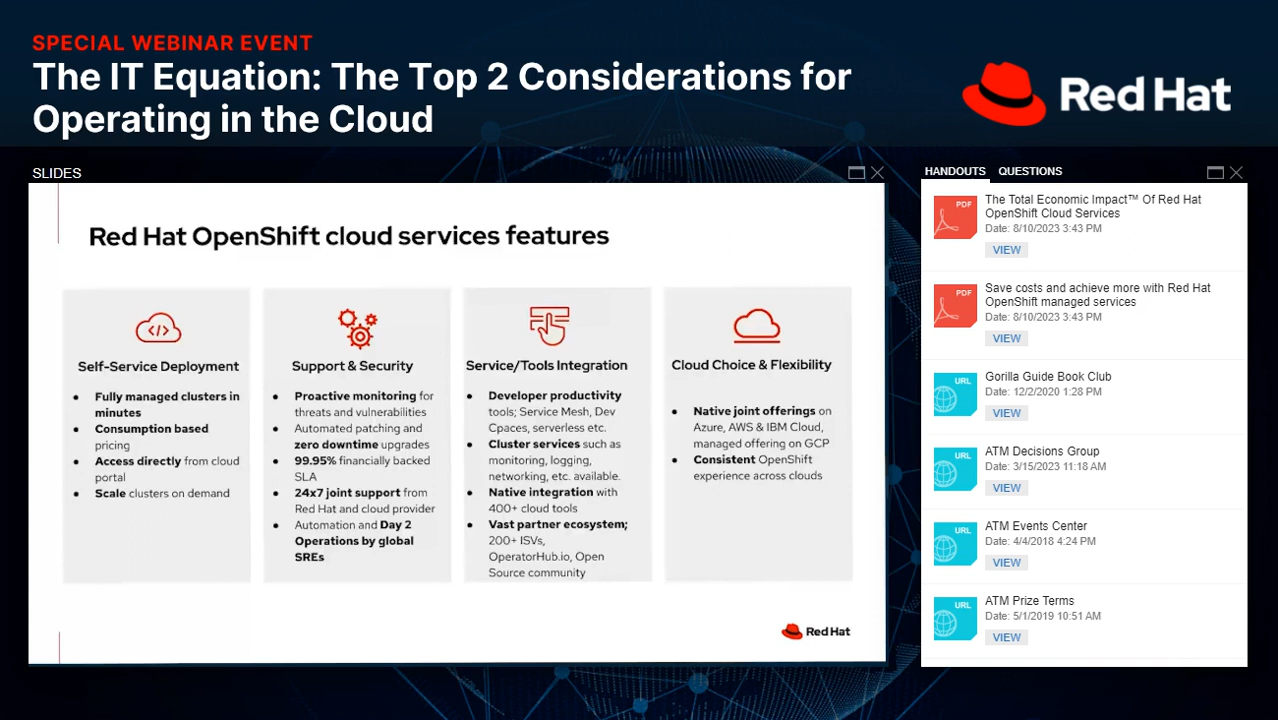 SPECIAL WEBINAR EVENT
The IT Equation: The Top 2 Considerations for
Operating in the Cloud
Red Hat
SLIDES
Red Hat OpenShift cloud services features
Self-Service Deployment
• Fully managed clusters in
minutes
• Consumption based
pricing
• Access directly from cloud
portal
• Scale clusters on demand
Support & Security
• Proactive monitoring for
threats and vulnerabilities
• Automated patching and
zero downtime upgrades
• 99.95% financially backed
SLA
• 24x7 joint support from
Red Hat and cloud provider
• Automation and Day 2
Operations by global
SREs
Service/Tools Integration
• Developer productivity
tools; Service Mesh, Dev
Cpaces, serverless etc.
• Cluster services such as
monitoring, logging,
networking, etc. available.
• Native integration with
400+ cloud tools
• Vast partner ecosystem;
200+ ISVs,
OperatorHub.io, Open
Source community
Cloud Choice & Flexibility
• Native joint offerings on
Azure, AWS & IBM Cloud,
managed offering on GCP
• Consistent OpenShift
experience across clouds
Red Hat
HANDOUTS QUESTIONS
PDF
The Total Economic Impact™ Of Red Hat
OpenShift Cloud Services
Date: 8/10/2023 3:43 PM
VIEW
PDF
Save costs and achieve more with Red Hat
OpenShift managed services
Date: 8/10/2023 3:43 PM
VIEW
URL
Gorilla Guide Book Club
Date: 12/2/2020 1:28 PM
VIEW
URL
ATM Decisions Group
Date: 3/15/2023 11:18 AM
VIEW
URL
ATM Events Center
Date: 4/4/2018 4:24 PM
VIEW
URL
ATM Prize Terms
Date: 5/1/2019 10:51 AM
VIEW